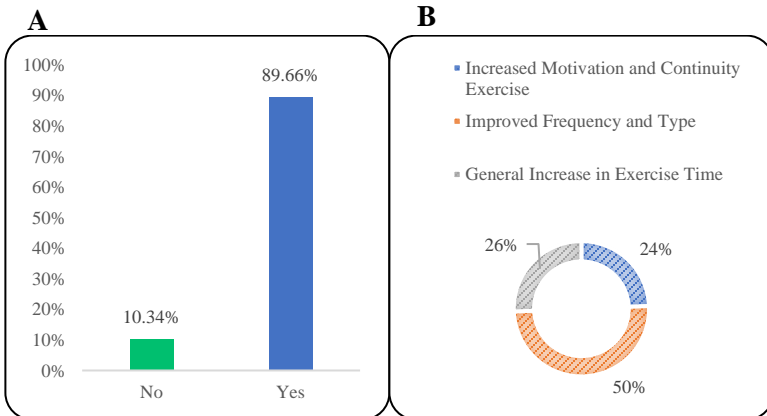 A
100%
90%
80%
70%
60%
50%
40%
30%
20%
10%
0%
10.34%
89.66%
No
Yes
B
Increased Motivation and Continuity
Exercise
Improved Frequency and Type
General Increase in Exercise Time
26%
24%
50%